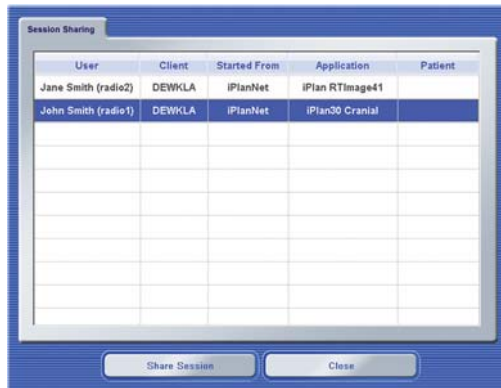 Session Sharing
User Client Started From Application Patient
Jane Smith (radio2) DEWKLA iPlanNet iPlan RTImage41
John Smith (radio1) DEWKLA iPlanNet iPlan30 Cranial
Share Session Close